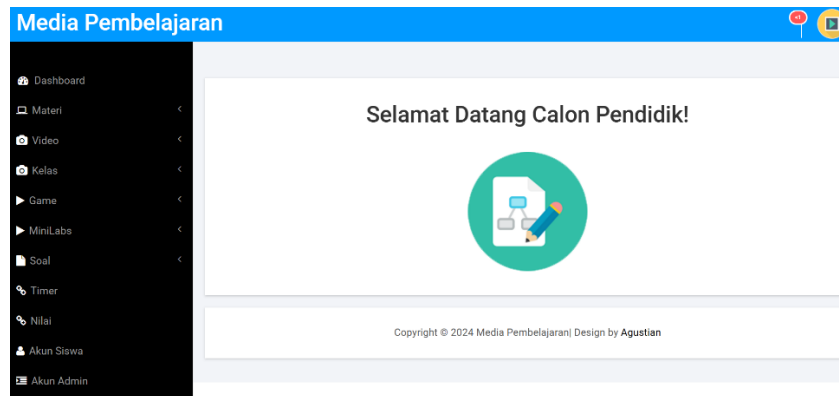 Media Pembelajaran
Dashboard
Materi
Video
Kelas
Game
MiniLabs
Soal
Timer
Nilai
Akun Siswa
Akun Admin
Selamat Datang Calon Pendidik!
Copyright © 2024 Media Pembelajaran| Design by Agustian